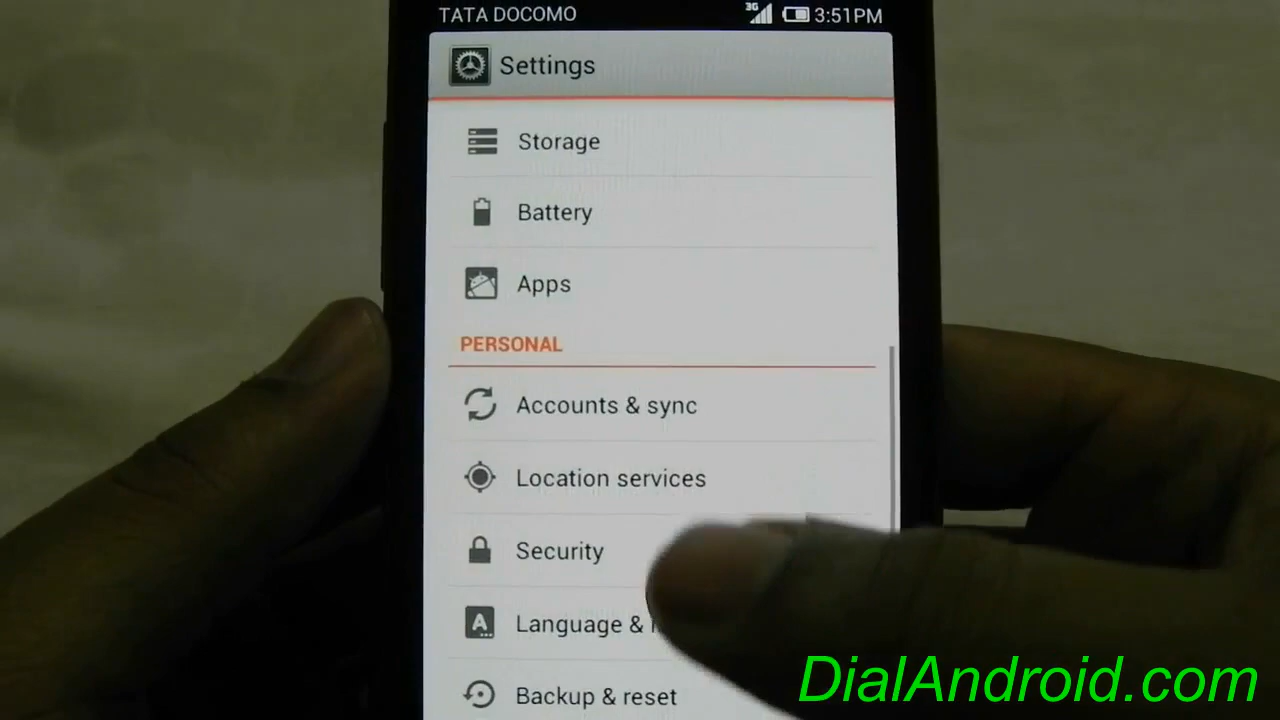 TATA DOCOMO 3G 3:51PM
Settings
Storage
Battery
Apps
PERSONAL
Accounts & sync
Location services
Security
Language &
Backup & reset
DialAndroid.com